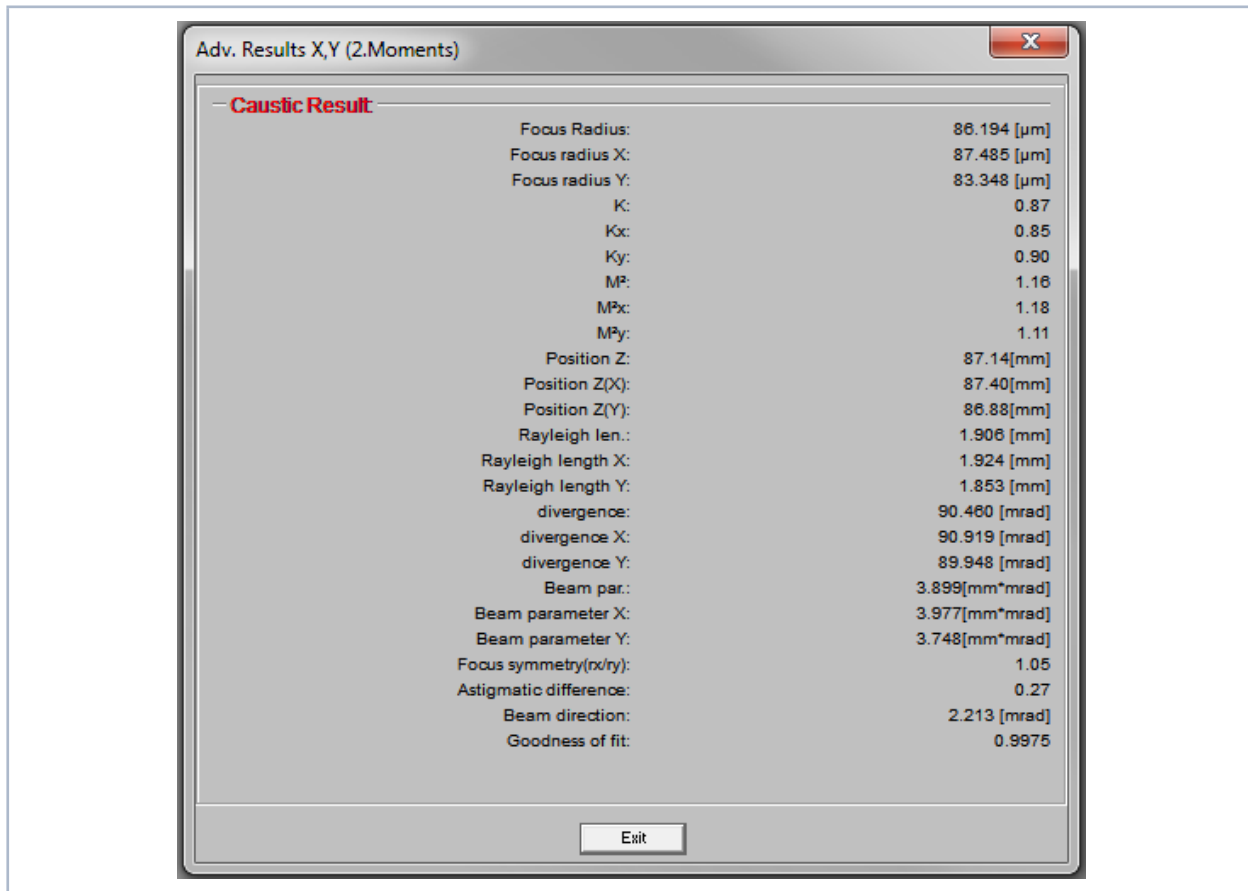 Adv. Results X,Y (2.Moments)
Caustic Result
Focus Radius: 86.194 [µm]
Focus radius X: 87.485 [µm]
Focus radius Y: 83.348 [µm]
K: 0.87
Kx: 0.85
Ky: 0.90
M²: 1.16
M²x: 1.18
M²y: 1.11
Position Z: 87.14[mm]
Position Z(X): 87.40[mm]
Position Z(Y): 86.88[mm]
Rayleigh len.: 1.906 [mm]
Rayleigh length X: 1.924 [mm]
Rayleigh length Y: 1.853 [mm]
divergence: 90.460 [mrad]
divergence X: 90.919 [mrad]
divergence Y: 89.948 [mrad]
Beam par.: 3.899[mm*mrad]
Beam parameter X: 3.977[mm*mrad]
Beam parameter Y: 3.748[mm*mrad]
Focus symmetry(rx/ry): 1.05
Astigmatic difference: 0.27
Beam direction: 2.213 [mrad]
Goodness of fit: 0.9975
Exit